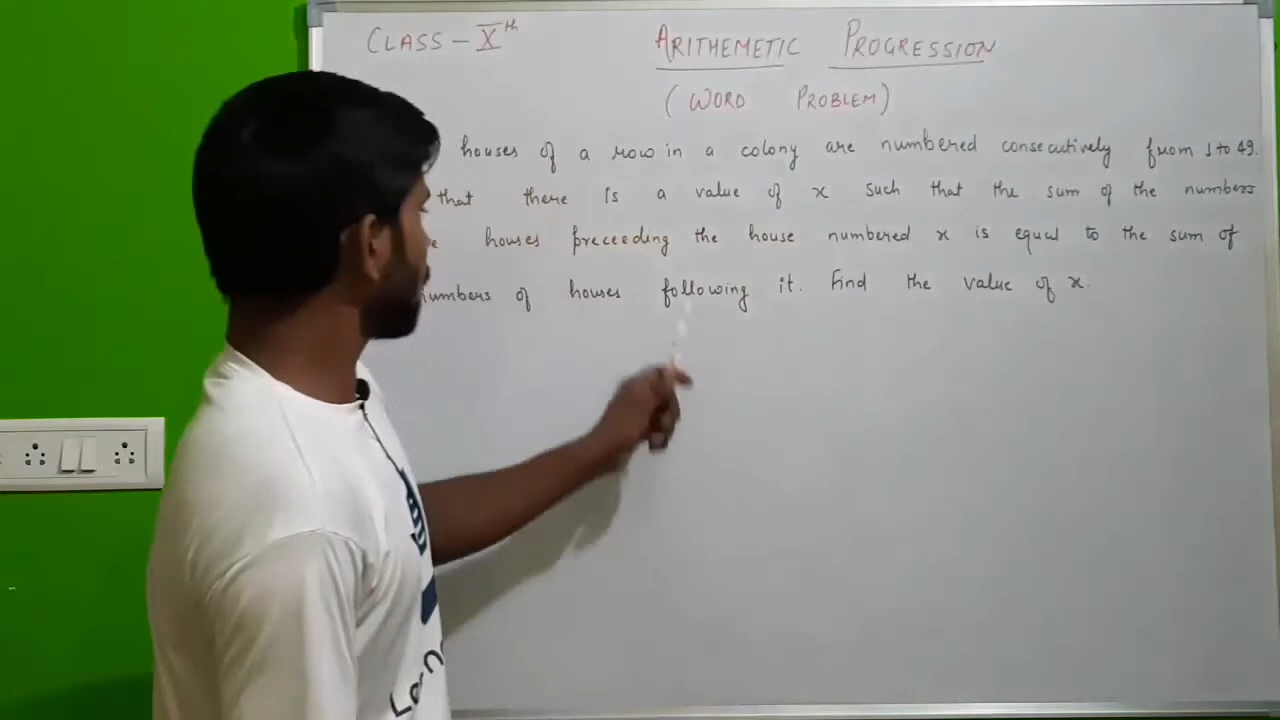 CLASS - Xth
ARITHEMETIC PROGRESSION
(WORD PROBLEM)
houses of a row in a colony are numbered consecutively from 1 to 49.
that there is a value of x such that the sum of the numbers
houses preceeding the house numbered x is equal to the sum of
numbers of houses following it. Find the value of x.